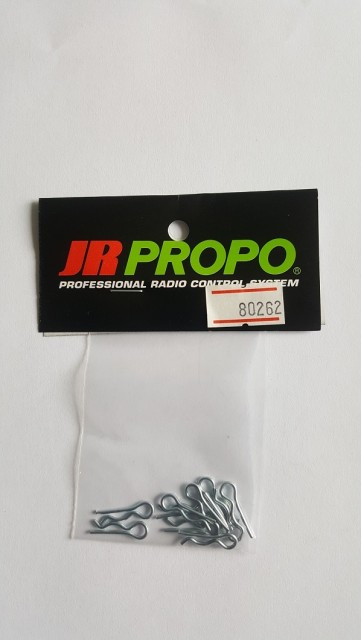 JR PROPO®
PROFESSIONAL RADIO CONTROL SYSTEM
80262